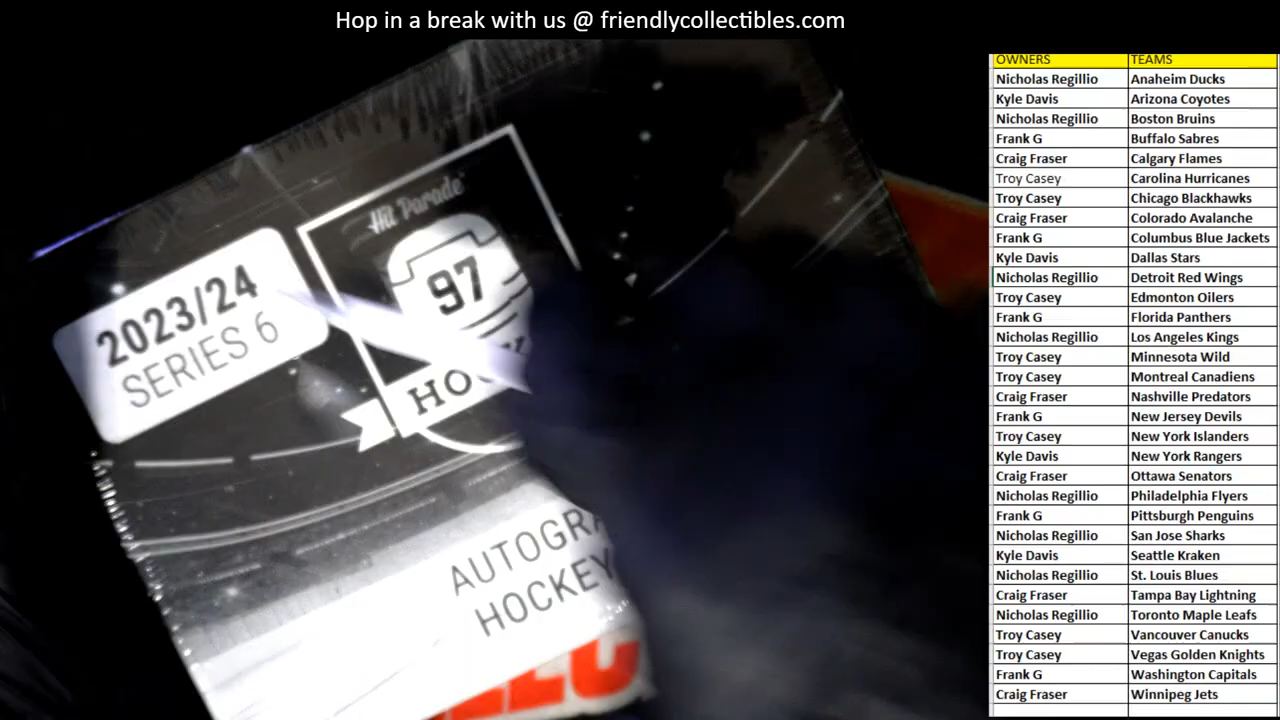 Hop in a break with us @ friendlycollectibles.com
OWNERS TEAMS
Nicholas Regillio Anaheim Ducks
Kyle Davis Arizona Coyotes
Nicholas Regillio Boston Bruins
Frank G Buffalo Sabres
Craig Fraser Calgary Flames
Troy Casey Carolina Hurricanes
Troy Casey Chicago Blackhawks
Craig Fraser Colorado Avalanche
Frank G Columbus Blue Jackets
Kyle Davis Dallas Stars
Nicholas Regillio Detroit Red Wings
Troy Casey Edmonton Oilers
Frank G Florida Panthers
Nicholas Regillio Los Angeles Kings
Troy Casey Minnesota Wild
Troy Casey Montreal Canadiens
Craig Fraser Nashville Predators
Frank G New Jersey Devils
Troy Casey New York Islanders
Kyle Davis New York Rangers
Craig Fraser Ottawa Senators
Nicholas Regillio Philadelphia Flyers
Frank G Pittsburgh Penguins
Nicholas Regillio San Jose Sharks
Kyle Davis Seattle Kraken
Nicholas Regillio St. Louis Blues
Craig Fraser Tampa Bay Lightning
Nicholas Regillio Toronto Maple Leafs
Troy Casey Vancouver Canucks
Troy Casey Vegas Golden Knights
Frank G Washington Capitals
Craig Fraser Winnipeg Jets
Hit Parade
97
2023/24
SERIES 6
HOCKEY